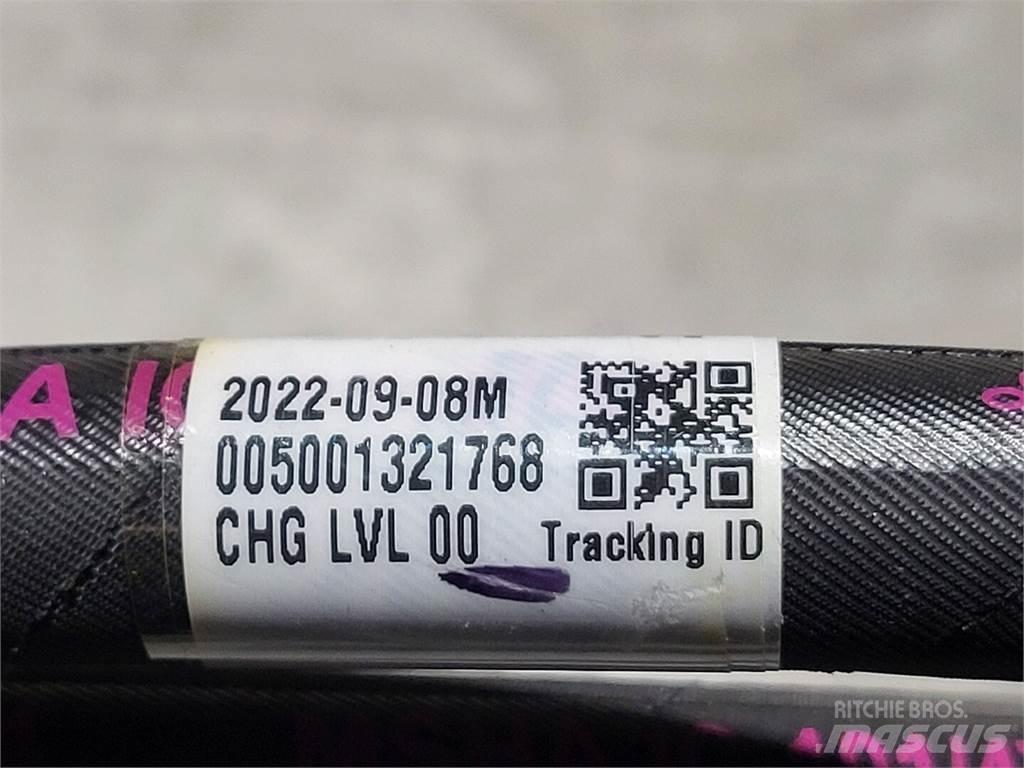 2022-09-08M
005001321768
CHG LVL 00
Tracking ID
RITCHIE BROS.
MASCUS